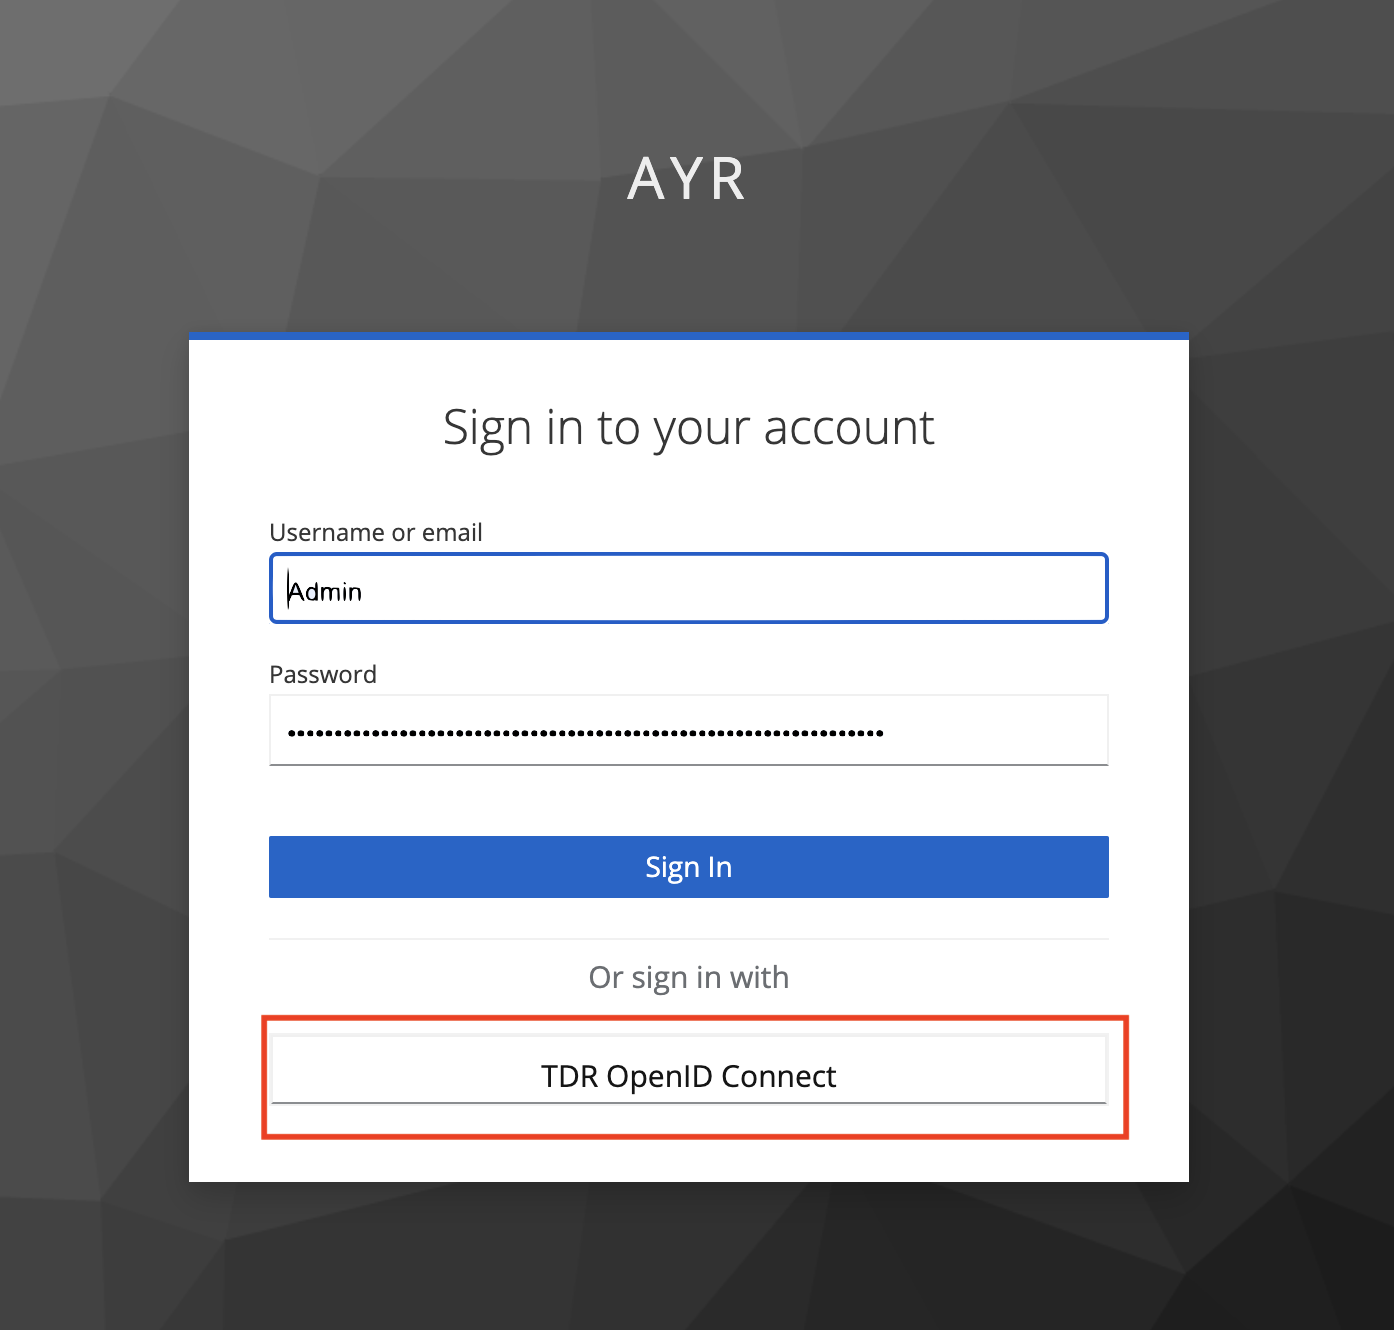 AYR
Sign in to your account
Username or email
Admin
Password
Sign In
Or sign in with
TDR OpenID Connect